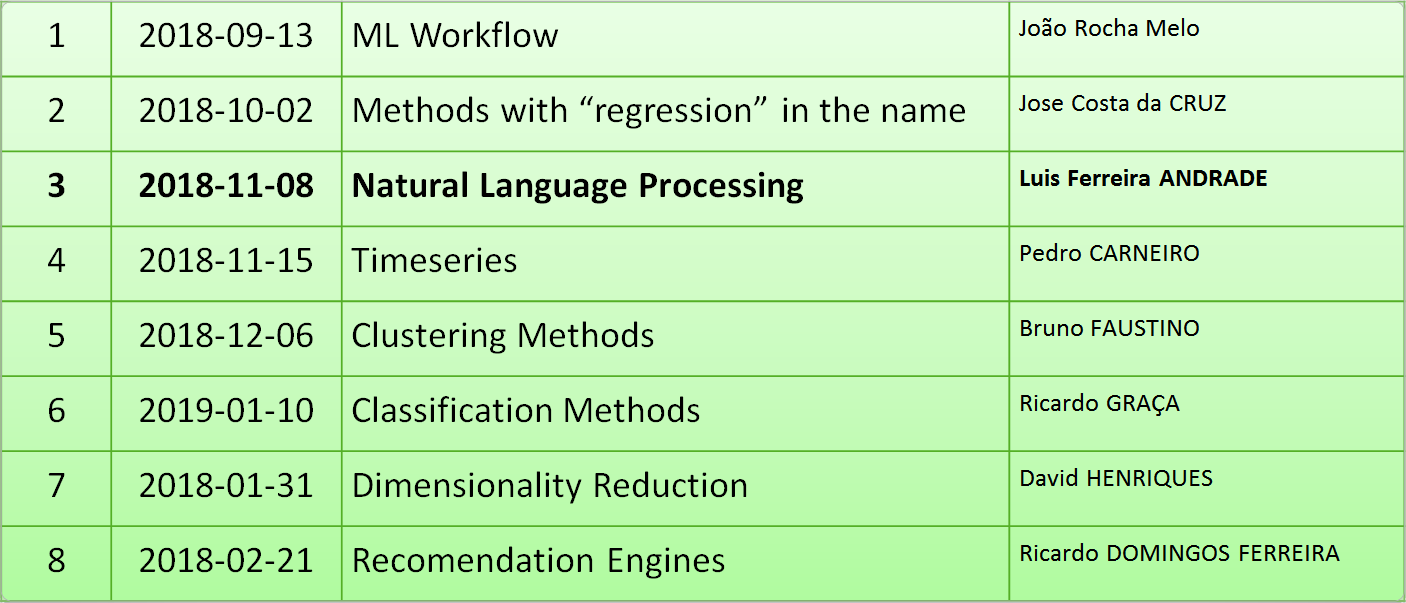 1 2018-09-13 ML Workflow João Rocha Melo
2 2018-10-02 Methods with “regression” in the name Jose Costa da CRUZ
3 2018-11-08 Natural Language Processing Luis Ferreira ANDRADE
4 2018-11-15 Timeseries Pedro CARNEIRO
5 2018-12-06 Clustering Methods Bruno FAUSTINO
6 2019-01-10 Classification Methods Ricardo GRAÇA
7 2018-01-31 Dimensionality Reduction David HENRIQUES
8 2018-02-21 Recomendation Engines Ricardo DOMINGOS FERREIRA